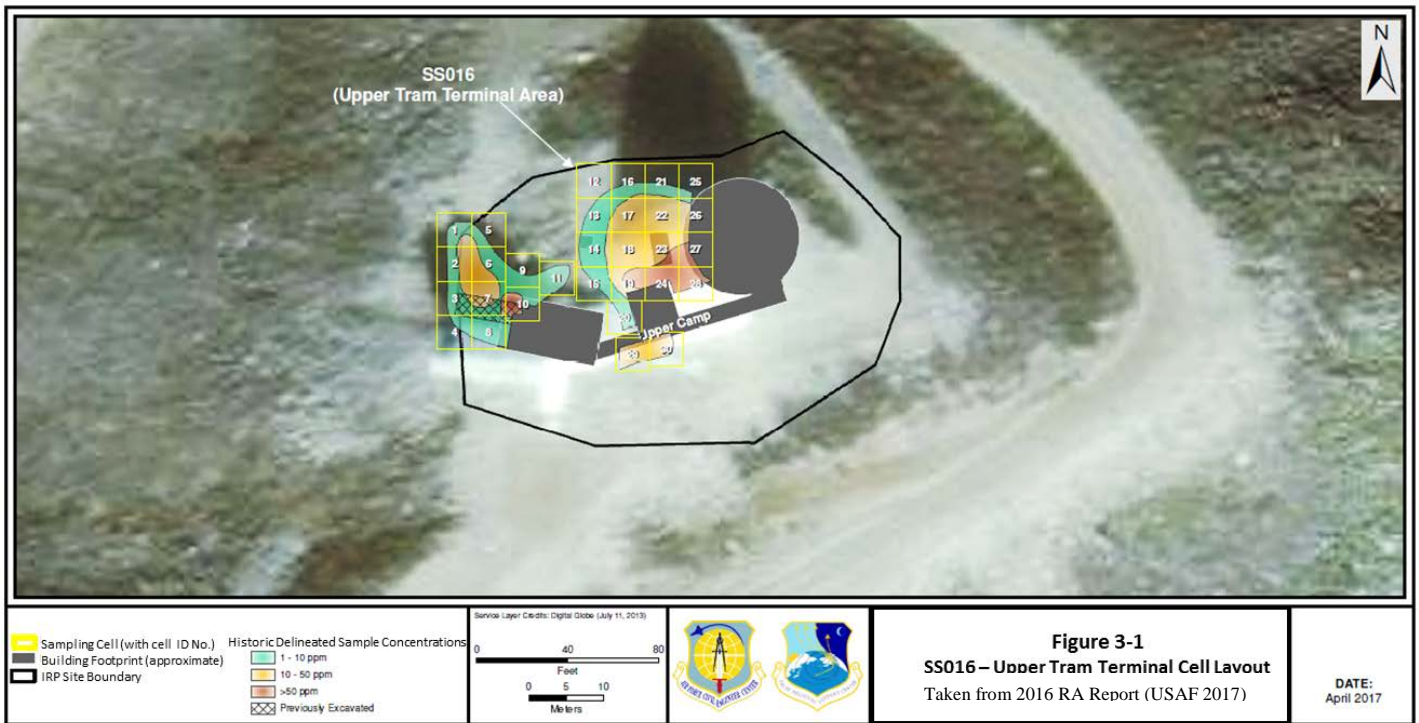 N
SS016
(Upper Tram Terminal Area)
12 16 21 25
1 5 13 17 22 26
2 6 9 11 14 18 23 27
3 7 10 15 19 24 28
4 8 20
Upper Camp
29 30
Sampling Cell (with cell ID No.)
Building Footprint (approximate)
IRP Site Boundary
Historic Delineated Sample Concentrations
1 - 10 ppm
10 - 50 ppm
>50 ppm
Previously Excavated
Service Layer Credits: Digital Globe (July 11, 2013)
0 40 80
Feet
0 5 10
Meters
AIR FORCE CIVIL ENGINEER CENTER
Figure 3-1
SS016 – Upper Tram Terminal Cell Layout
Taken from 2016 RA Report (USAF 2017)
DATE:
April 2017